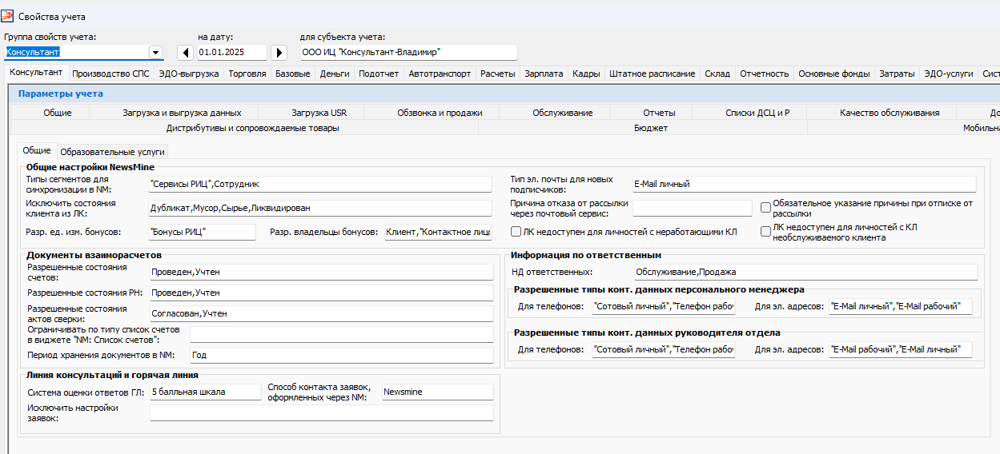 Свойства учета
Группа свойств учета: на дату: для субъекта учета:
Консультант 01.01.2025 ООО ИЦ "Консультант-Владимир"
Консультант Производство СПС ЭДО-выгрузка Торговля Базовые Деньги Подотчет Автотранспорт Расчеты Зарплата Кадры Штатное расписание Склад Отчетность Основные фонды Затраты ЭДО-услуги Сист
Параметры учета
Общие Загрузка и выгрузка данных Загрузка USR Обзвонка и продажи Обслуживание Отчеты Списки ДСЦ и Р Качество обслуживания До
Дистрибутивы и сопровождаемые товары Бюджет Мобильна
Общие Образовательные услуги
Общие настройки NewsMine
Типы сегментов для
синхронизации в NM:
"Сервисы РИЦ",Сотрудник
Тип эл. почты для новых
подписчиков:
E-Mail личный
Исключить состояния
клиента из ЛК:
Дубликат,Мусор,Сырье,Ликвидирован
Причина отказа от рассылки
через почтовый сервис:
Обязательное указание причины при отписке от
рассылки
Разр. ед. изм. бонусов: "Бонусы РИЦ" Разр. владельцы бонусов: Клиент,"Контактное лицо
ЛК недоступен для личностей с неработающими КЛ
ЛК недоступен для личностей с КЛ
необслуживаемого клиента
Документы взаиморасчетов
Разрешенные состояния
счетов:
Проведен,Учтен
Разрешенные состояния РН: Проведен,Учтен
Разрешенные состояния
актов сверки:
Согласован,Учтен
Ограничивать по типу список счетов
в виджете "NM: Список счетов":
Период хранения документов в NM: Год
Информация по ответственным
НД ответственных: Обслуживание,Продажа
Разрешенные типы конт. данных персонального менеджера
Для телефонов: "Сотовый личный","Телефон рабоч Для эл. адресов: "E-Mail личный","E-Mail рабочий"
Разрешенные типы конт. данных руководителя отдела
Для телефонов: "Сотовый личный","Телефон рабоч Для эл. адресов: "E-Mail рабочий","E-Mail личный"
Линия консультаций и горячая линия
Система оценки ответов ГЛ: 5 балльная шкала
Способ контакта заявок,
оформленных через NM:
Newsmine
Исключить настройки
заявок: